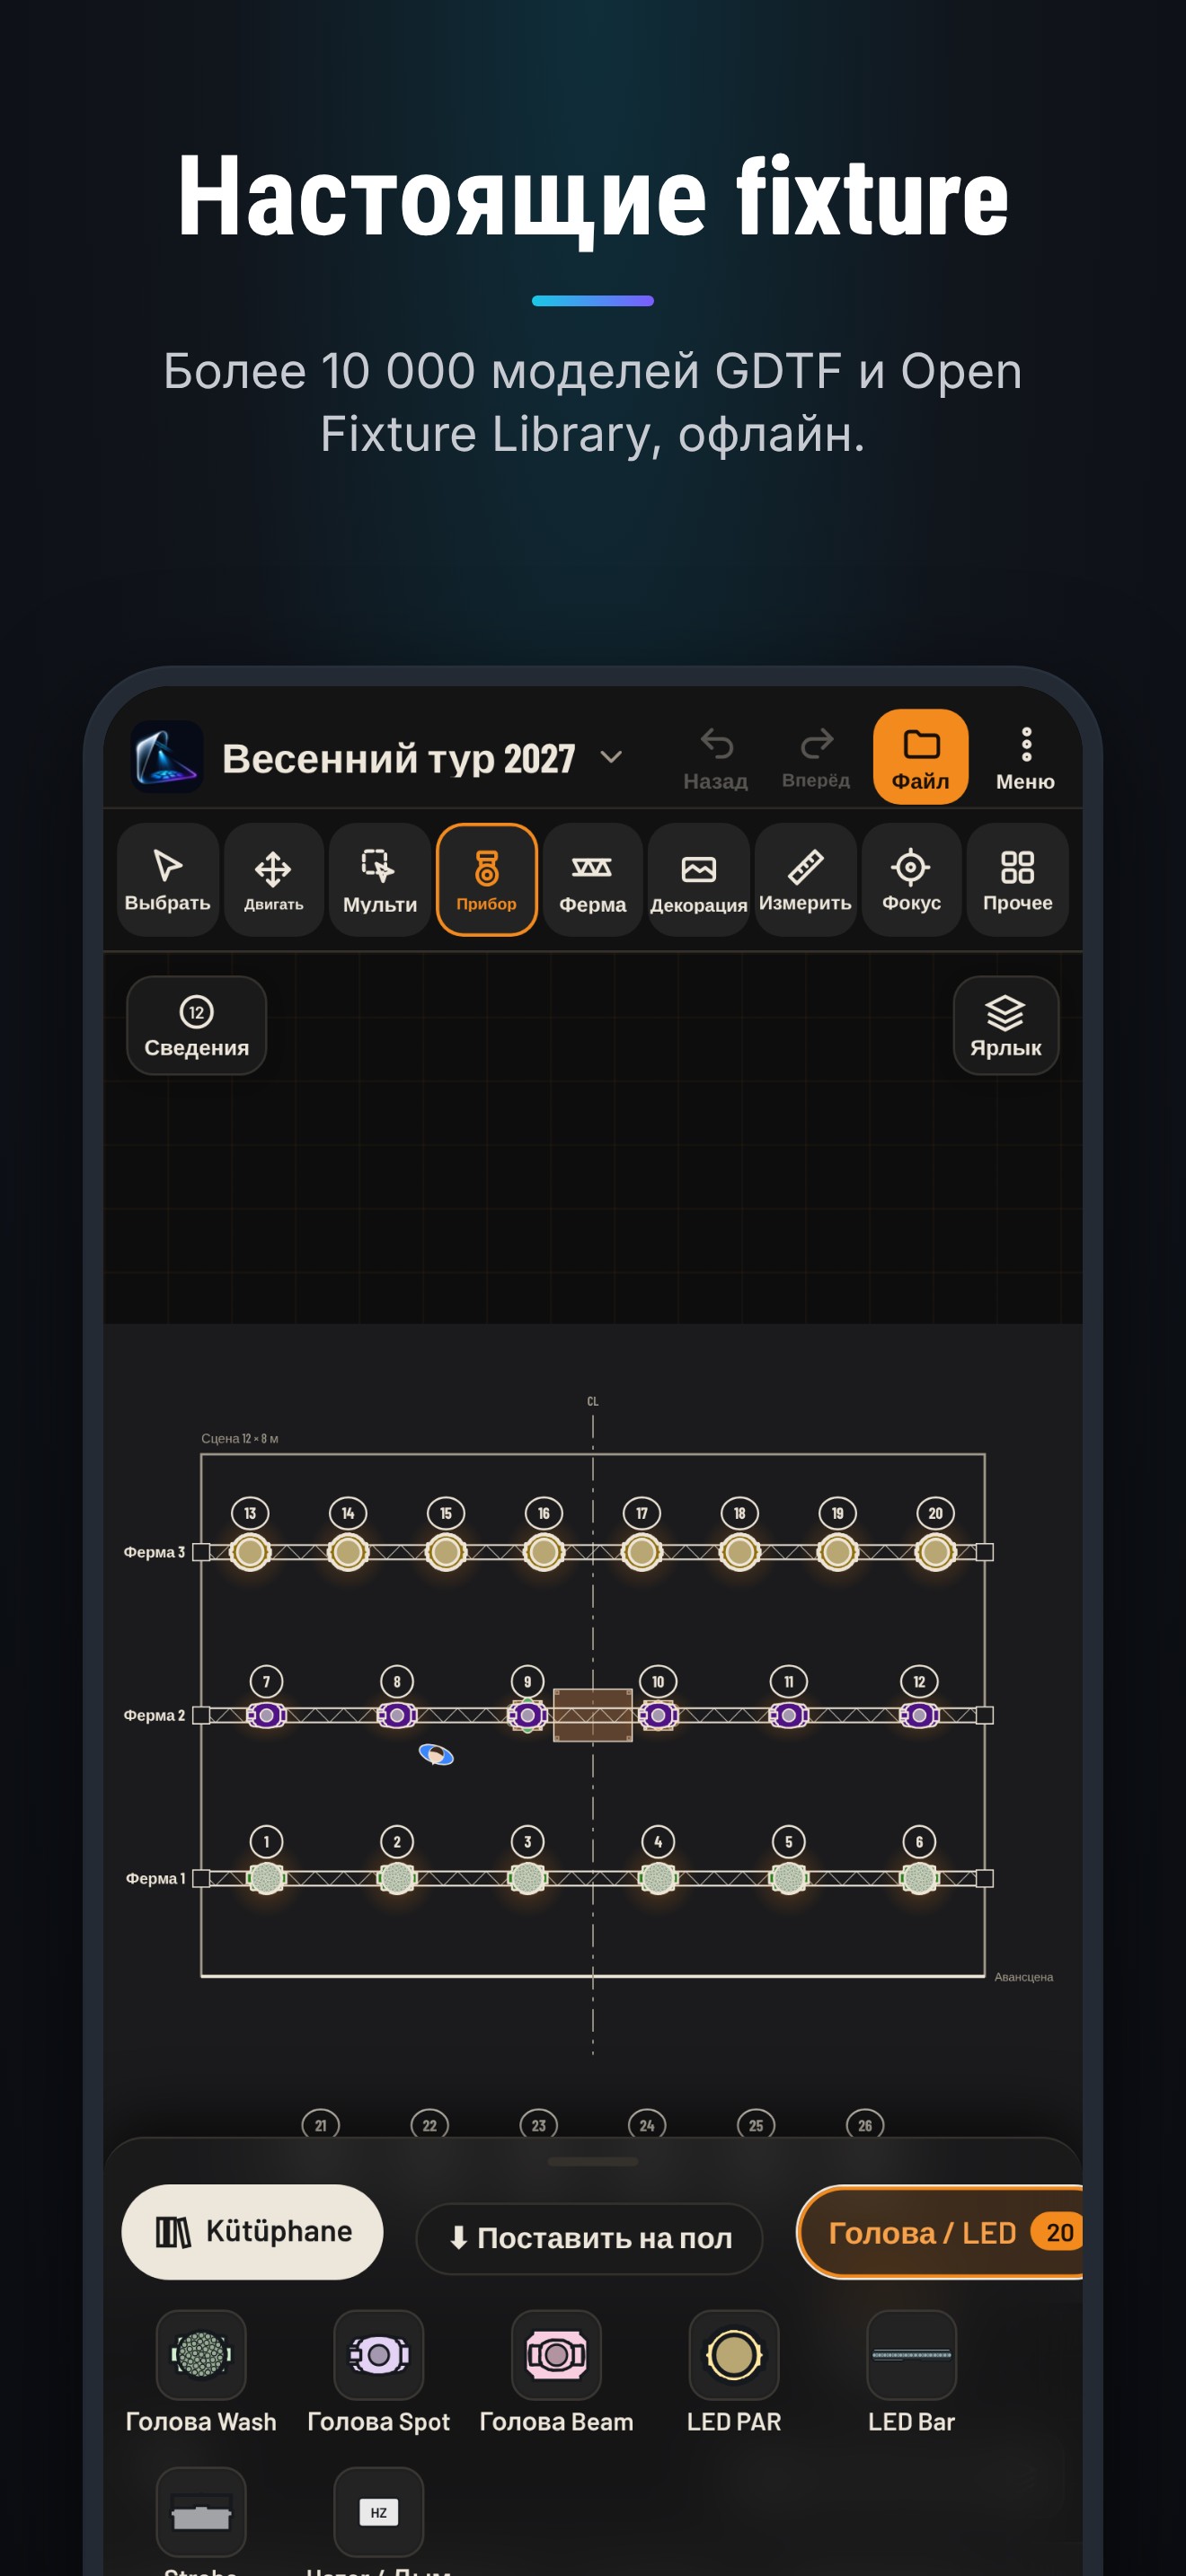 Настоящие fixture
Более 10 000 моделей GDTF и Open
Fixture Library, офлайн.
Весенний тур 2027
Назад
Вперёд
Файл
Меню
Выбрать
Двигать
Мульти
Прибор
Ферма
Декорация
Измерить
Фокус
Прочее
12
Сведения
Ярлык
CL
Сцена 12 × 8 м
13 14 15 16 17 18 19 20
Ферма 3
7 8 9 10 11 12
Ферма 2
1 2 3 4 5 6
Ферма 1
Авансцена
21 22 23 24 25 26
Kütüphane
⬇ Поставить на пол
Голова / LED 20
Голова Wash
Голова Spot
Голова Beam
LED PAR
LED Bar
HZ